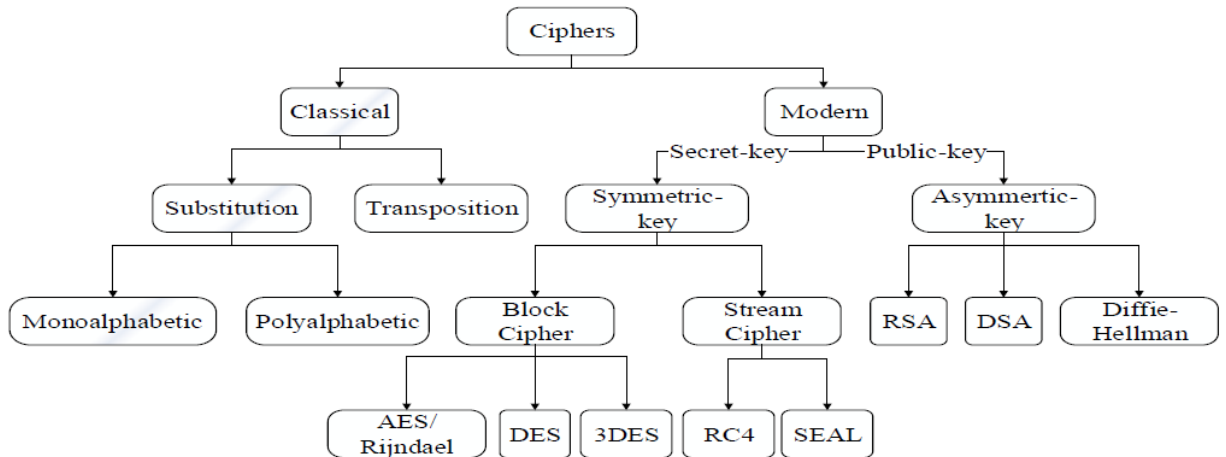 Ciphers
Classical
Modern
Secret-key
Public-key
Substitution
Transposition
Symmetric-
key
Asymmertic-
key
Monoalphabetic
Polyalphabetic
Block
Cipher
Stream
Cipher
RSA
DSA
Diffie-
Hellman
AES/
Rijndael
DES
3DES
RC4
SEAL